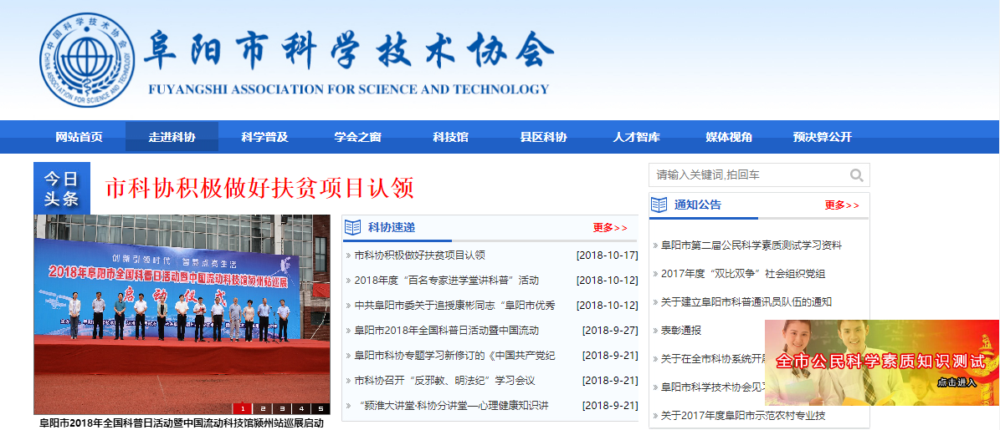 中国科学技术协会
CHINA ASSOCIATION FOR SCIENCE AND TECHNOLOGY
阜阳市科学技术协会
FUYANGSHI ASSOCIATION FOR SCIENCE AND TECHNOLOGY
网站首页 走进科协 科学普及 学会之窗 科技馆 县区科协 人才智库 媒体视角 预决算公开
今日
头条
市科协积极做好扶贫项目认领
创新引领时代 智慧点亮生活
2018年阜阳市全国科普日活动暨中国流动科技馆颍州站巡展
启动仪式
1 2 3 4 5
阜阳市2018年全国科普日活动暨中国流动科技馆颍州站巡展启动
科协速递 更多>>
» 市科协积极做好扶贫项目认领 [2018-10-17]
» 2018年度“百名专家进学堂讲科普”活动 [2018-10-12]
» 中共阜阳市委关于追授康彬同志“阜阳市优秀 [2018-10-12]
» 阜阳市2018年全国科普日活动暨中国流动 [2018-9-27]
» 阜阳市科协专题学习新修订的《中国共产党纪 [2018-9-21]
» 市科协召开“反邪教、明法纪”学习会议 [2018-9-21]
» “颍淮大讲堂·科协分讲堂—心理健康知识讲 [2018-9-21]
请输入关键词,拍回车
通知公告 更多>>
» 阜阳市第二届公民科学素质测试学习资料
» 2017年度“双比双争”社会组织党组
» 关于建立阜阳市科普通讯员队伍的通知
» 表彰通报
» 关于在全市科协系统开
» 阜阳市科学技术协会见
» 关于2017年度阜阳市示范农村专业技
全市公民科学素质知识测试
点击进入